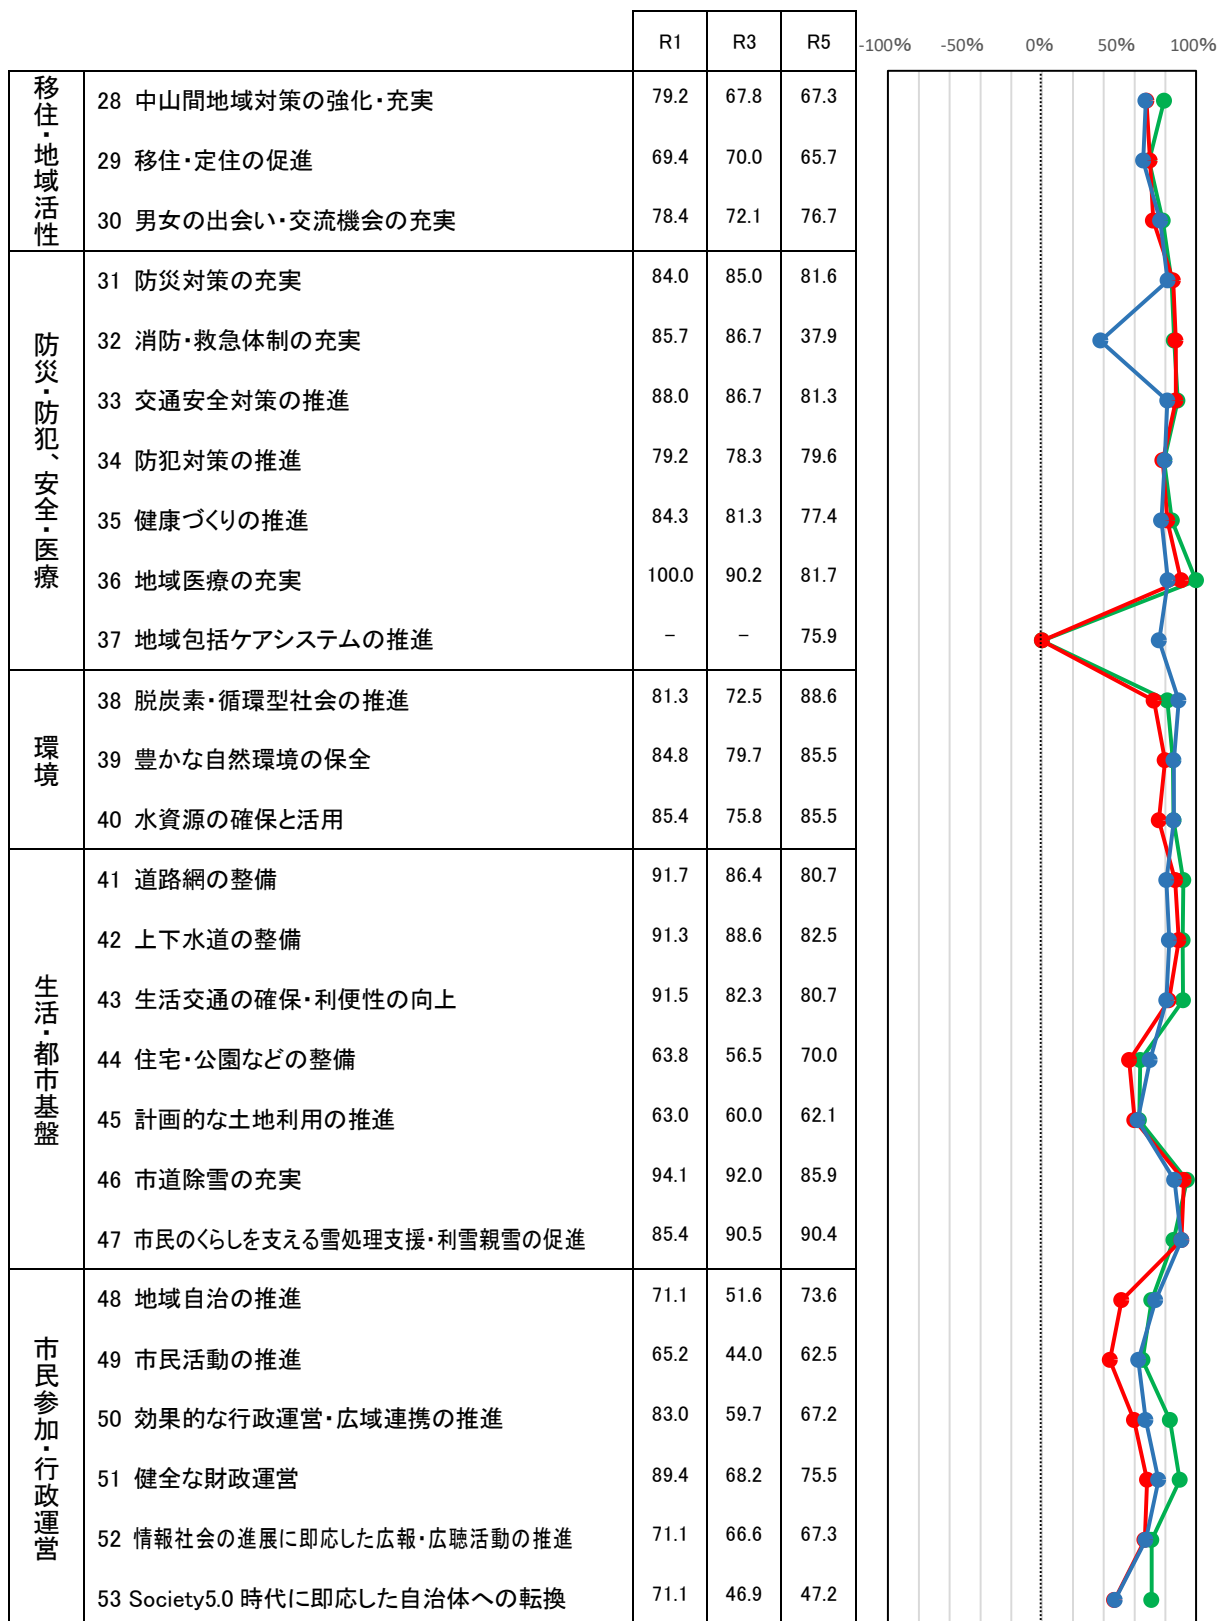 R1 R3 R5 -100% -50% 0% 50% 100%
移住・地域活性
28 中山間地域対策の強化・充実 79.2 67.8 67.3
29 移住・定住の促進 69.4 70.0 65.7
30 男女の出会い・交流機会の充実 78.4 72.1 76.7
防災・防犯、安全・医療
31 防災対策の充実 84.0 85.0 81.6
32 消防・救急体制の充実 85.7 86.7 37.9
33 交通安全対策の推進 88.0 86.7 81.3
34 防犯対策の推進 79.2 78.3 79.6
35 健康づくりの推進 84.3 81.3 77.4
36 地域医療の充実 100.0 90.2 81.7
37 地域包括ケアシステムの推進 － － 75.9
環境
38 脱炭素・循環型社会の推進 81.3 72.5 88.6
39 豊かな自然環境の保全 84.8 79.7 85.5
40 水資源の確保と活用 85.4 75.8 85.5
生活・都市基盤
41 道路網の整備 91.7 86.4 80.7
42 上下水道の整備 91.3 88.6 82.5
43 生活交通の確保・利便性の向上 91.5 82.3 80.7
44 住宅・公園などの整備 63.8 56.5 70.0
45 計画的な土地利用の推進 63.0 60.0 62.1
46 市道除雪の充実 94.1 92.0 85.9
47 市民のくらしを支える雪処理支援・利雪親雪の促進 85.4 90.5 90.4
市民参加・行政運営
48 地域自治の推進 71.1 51.6 73.6
49 市民活動の推進 65.2 44.0 62.5
50 効果的な行政運営・広域連携の推進 83.0 59.7 67.2
51 健全な財政運営 89.4 68.2 75.5
52 情報社会の進展に即応した広報・広聴活動の推進 71.1 66.6 67.3
53 Society5.0 時代に即応した自治体への転換 71.1 46.9 47.2